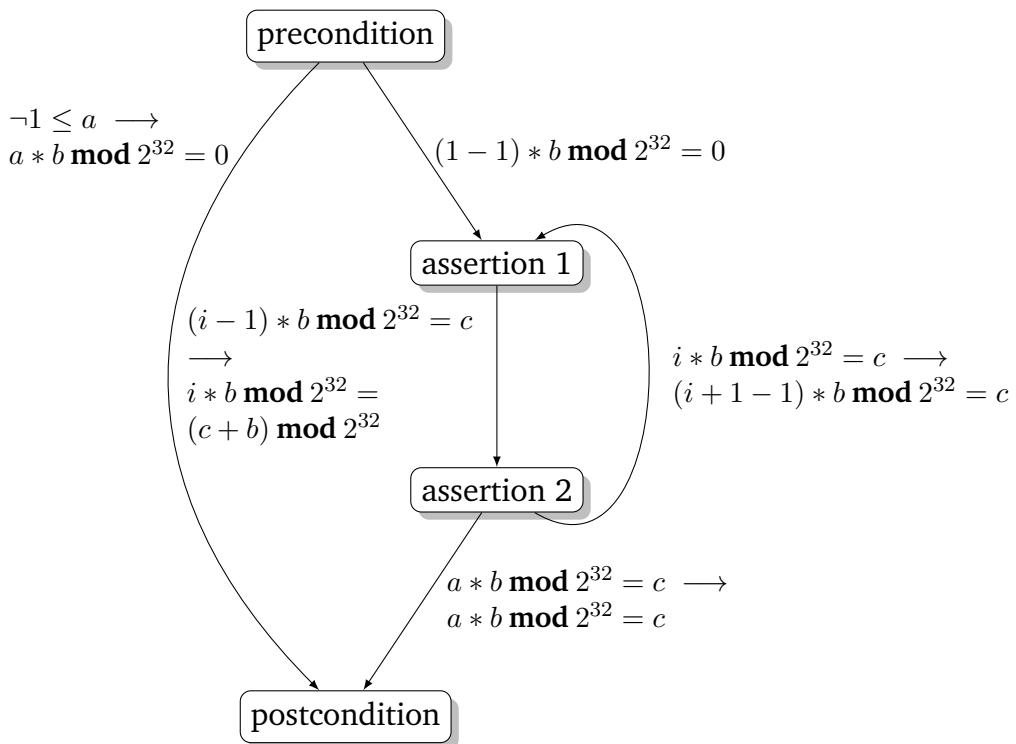 precondition
¬1 ≤ a ⟶
a ∗ b mod 2³² = 0
(1 − 1) ∗ b mod 2³² = 0
assertion 1
(i − 1) ∗ b mod 2³² = c
⟶
i ∗ b mod 2³² =
(c + b) mod 2³²
i ∗ b mod 2³² = c ⟶
(i + 1 − 1) ∗ b mod 2³² = c
assertion 2
a ∗ b mod 2³² = c ⟶
a ∗ b mod 2³² = c
postcondition